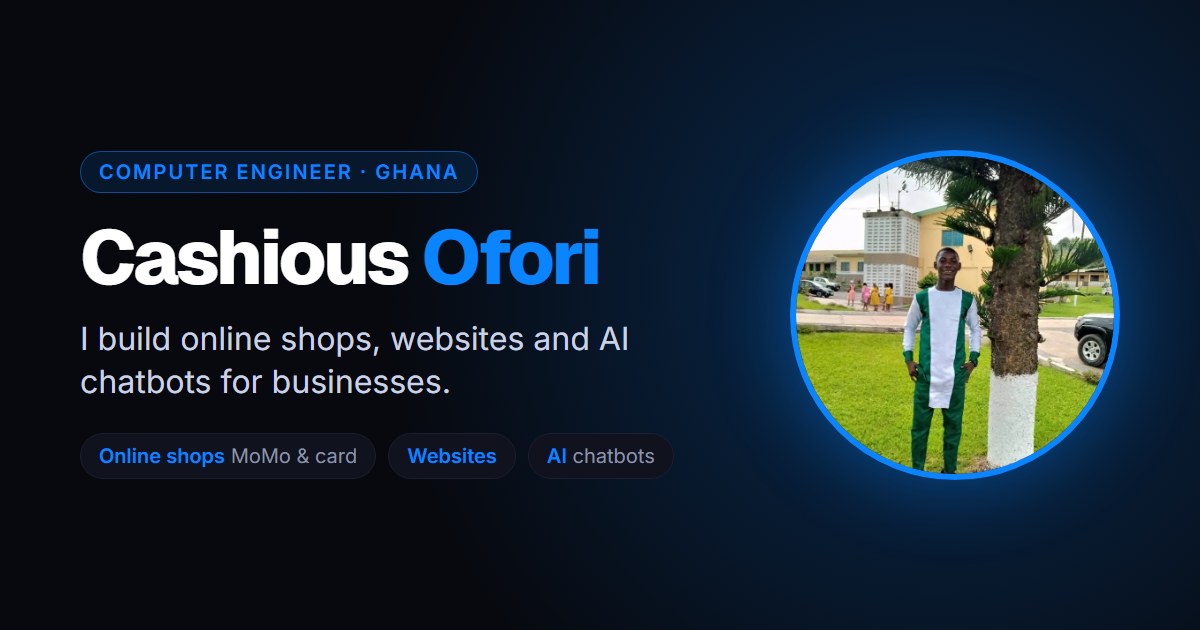 COMPUTER ENGINEER · GHANA
Cashious Ofori
I build online shops, websites and AI
chatbots for businesses.
Online shops MoMo & card
Websites
AI chatbots